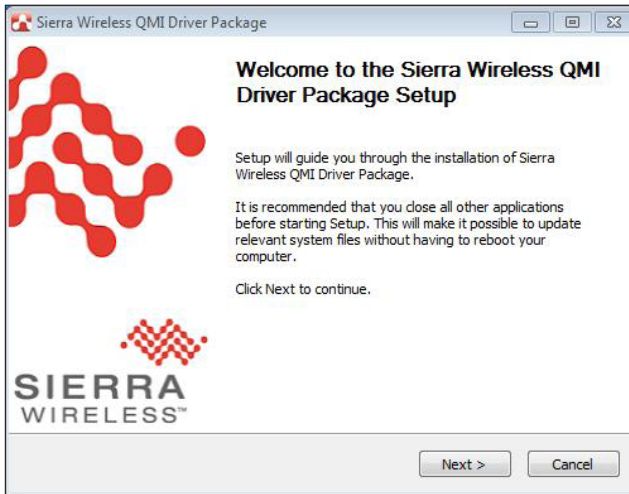 Sierra Wireless QMI Driver Package
Welcome to the Sierra Wireless QMI
Driver Package Setup
Setup will guide you through the installation of Sierra
Wireless QMI Driver Package.
It is recommended that you close all other applications
before starting Setup. This will make it possible to update
relevant system files without having to reboot your
computer.
Click Next to continue.
SIERRA
WIRELESS™
Next >
Cancel